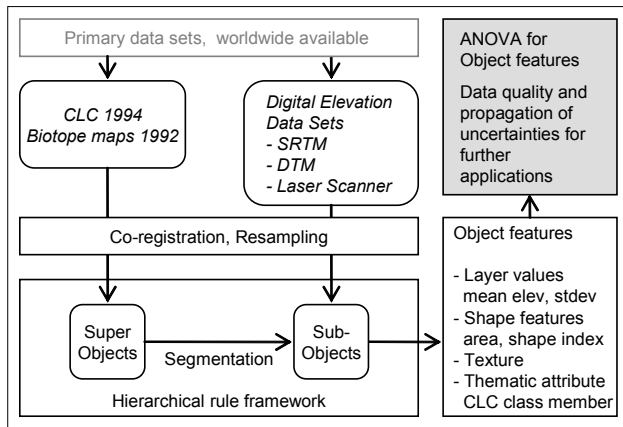 Primary data sets, worldwide available
CLC 1994
Biotope maps 1992
Digital Elevation
Data Sets
- SRTM
- DTM
- Laser Scanner
Co-registration, Resampling
Super
Objects
Segmentation
Sub-
Objects
Hierarchical rule framework
ANOVA for
Object features
Data quality and
propagation of
uncertainties for
further
applications
Object features
- Layer values
mean elev, stdev
- Shape features
area, shape index
- Texture
- Thematic attribute
CLC class member